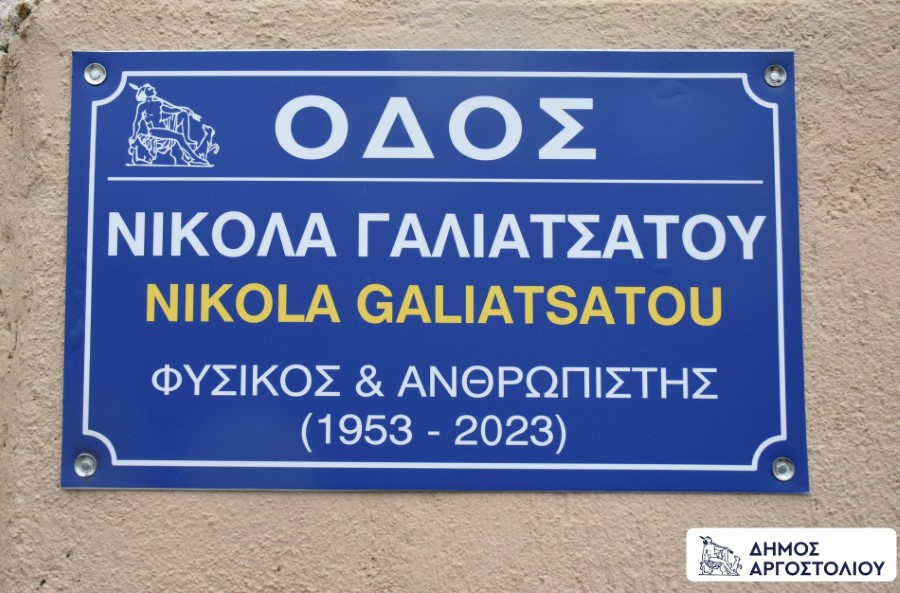 ΟΔΟΣ
ΝΙΚΟΛΑ ΓΑΛΙΑΤΣΑΤΟΥ
NIKOLA GALIATSATOU
ΦΥΣΙΚΟΣ & ΑΝΘΡΩΠΙΣΤΗΣ
(1953 - 2023)
ΔΗΜΟΣ
ΑΡΓΟΣΤΟΛΙΟΥ